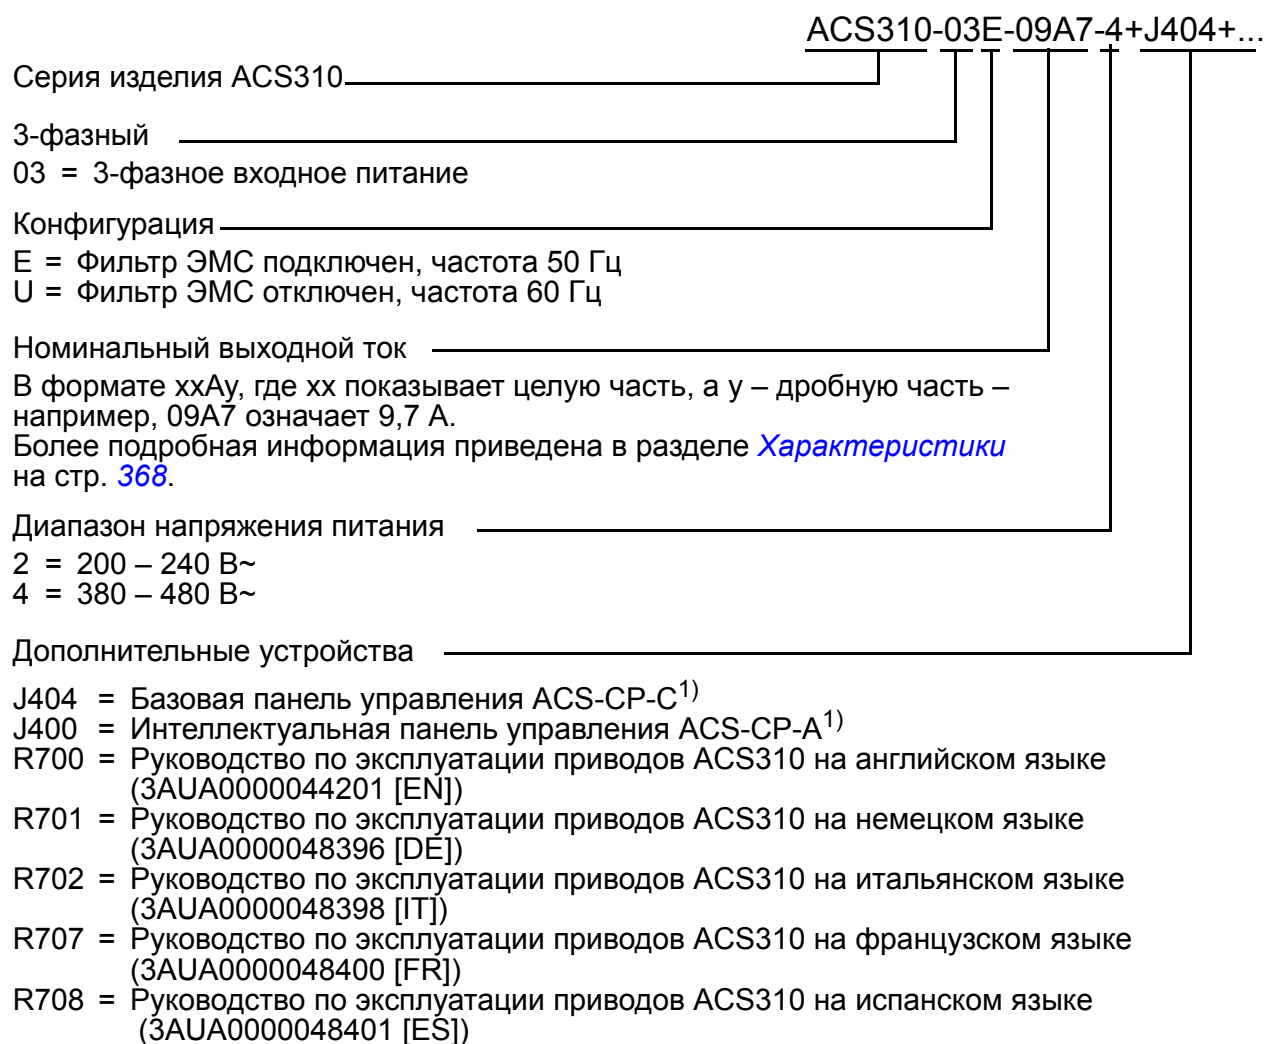 ACS310-03E-09A7-4+J404+...
Серия изделия ACS310
3-фазный
03 = 3-фазное входное питание
Конфигурация
E = Фильтр ЭМС подключен, частота 50 Гц
U = Фильтр ЭМС отключен, частота 60 Гц
Номинальный выходной ток
В формате xxAy, где xx показывает целую часть, а y – дробную часть –
например, 09A7 означает 9,7 А.
Более подробная информация приведена в разделе Характеристики
на стр. 368.
Диапазон напряжения питания
2 = 200 – 240 В~
4 = 380 – 480 В~
Дополнительные устройства
J404 = Базовая панель управления ACS-CP-C1)
J400 = Интеллектуальная панель управления ACS-CP-A1)
R700 = Руководство по эксплуатации приводов ACS310 на английском языке
(3AUA0000044201 [EN])
R701 = Руководство по эксплуатации приводов ACS310 на немецком языке
(3AUA0000048396 [DE])
R702 = Руководство по эксплуатации приводов ACS310 на итальянском языке
(3AUA0000048398 [IT])
R707 = Руководство по эксплуатации приводов ACS310 на французском языке
(3AUA0000048400 [FR])
R708 = Руководство по эксплуатации приводов ACS310 на испанском языке
(3AUA0000048401 [ES])